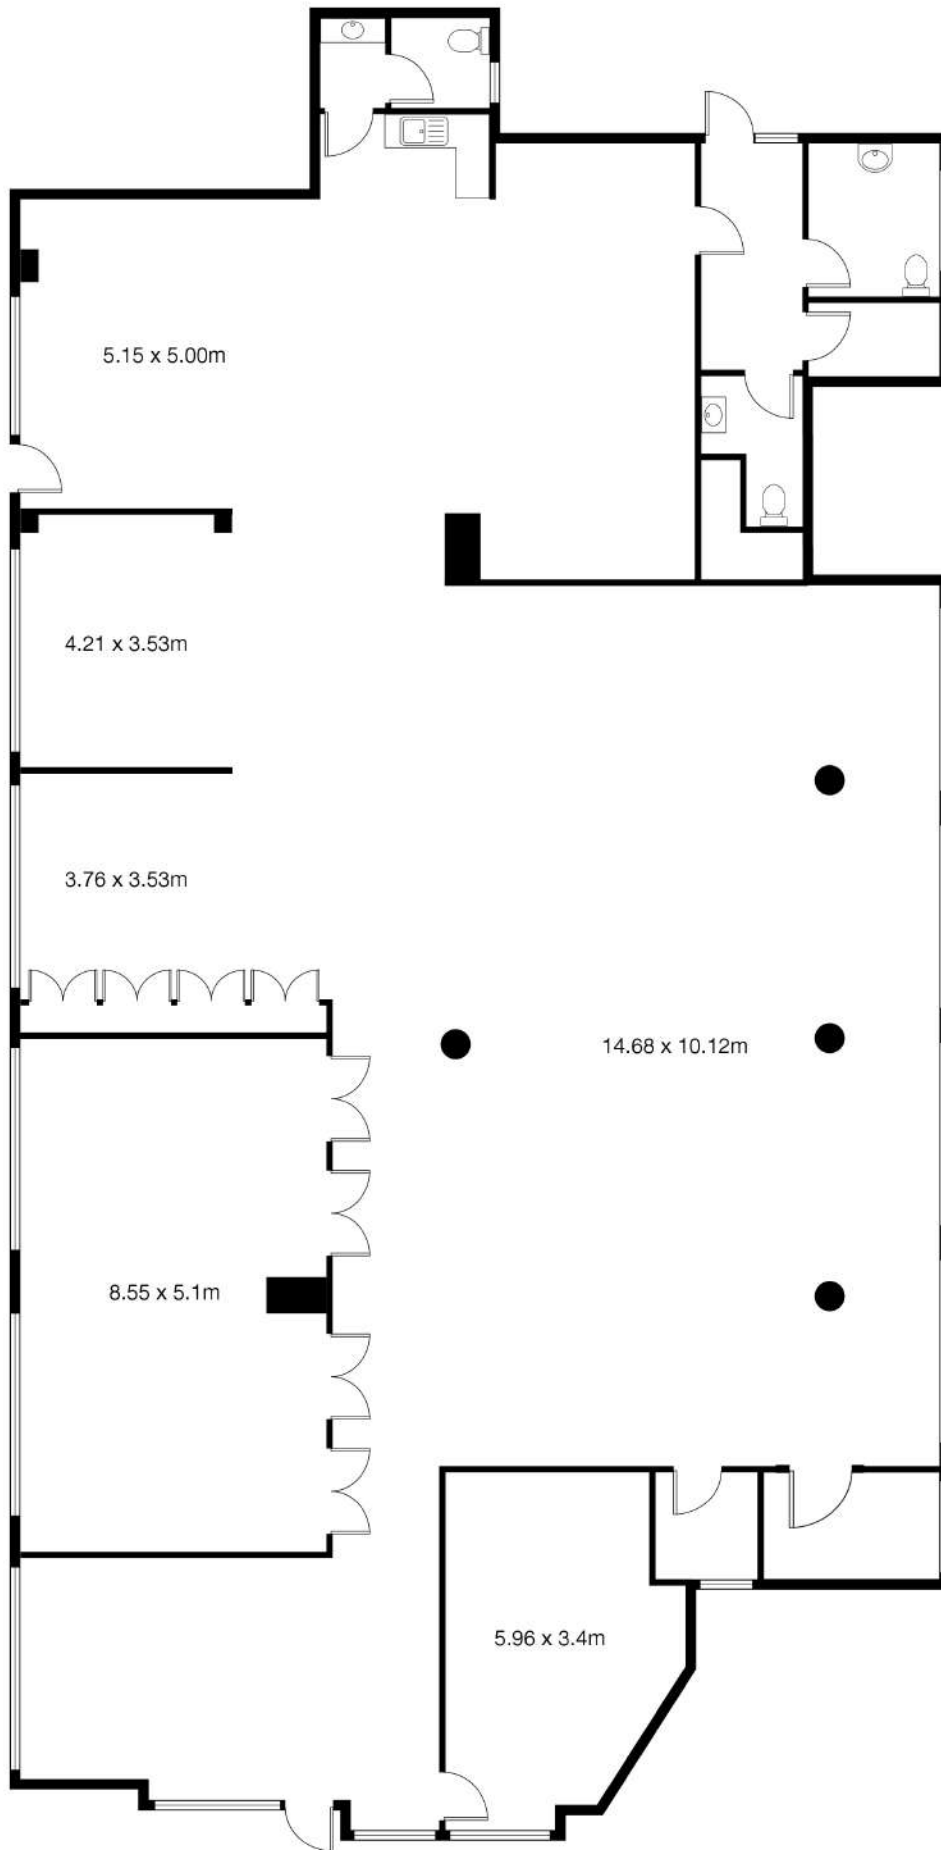 5.15 x 5.00m
4.21 x 3.53m
3.76 x 3.53m
14.68 x 10.12m
8.55 x 5.1m
5.96 x 3.4m